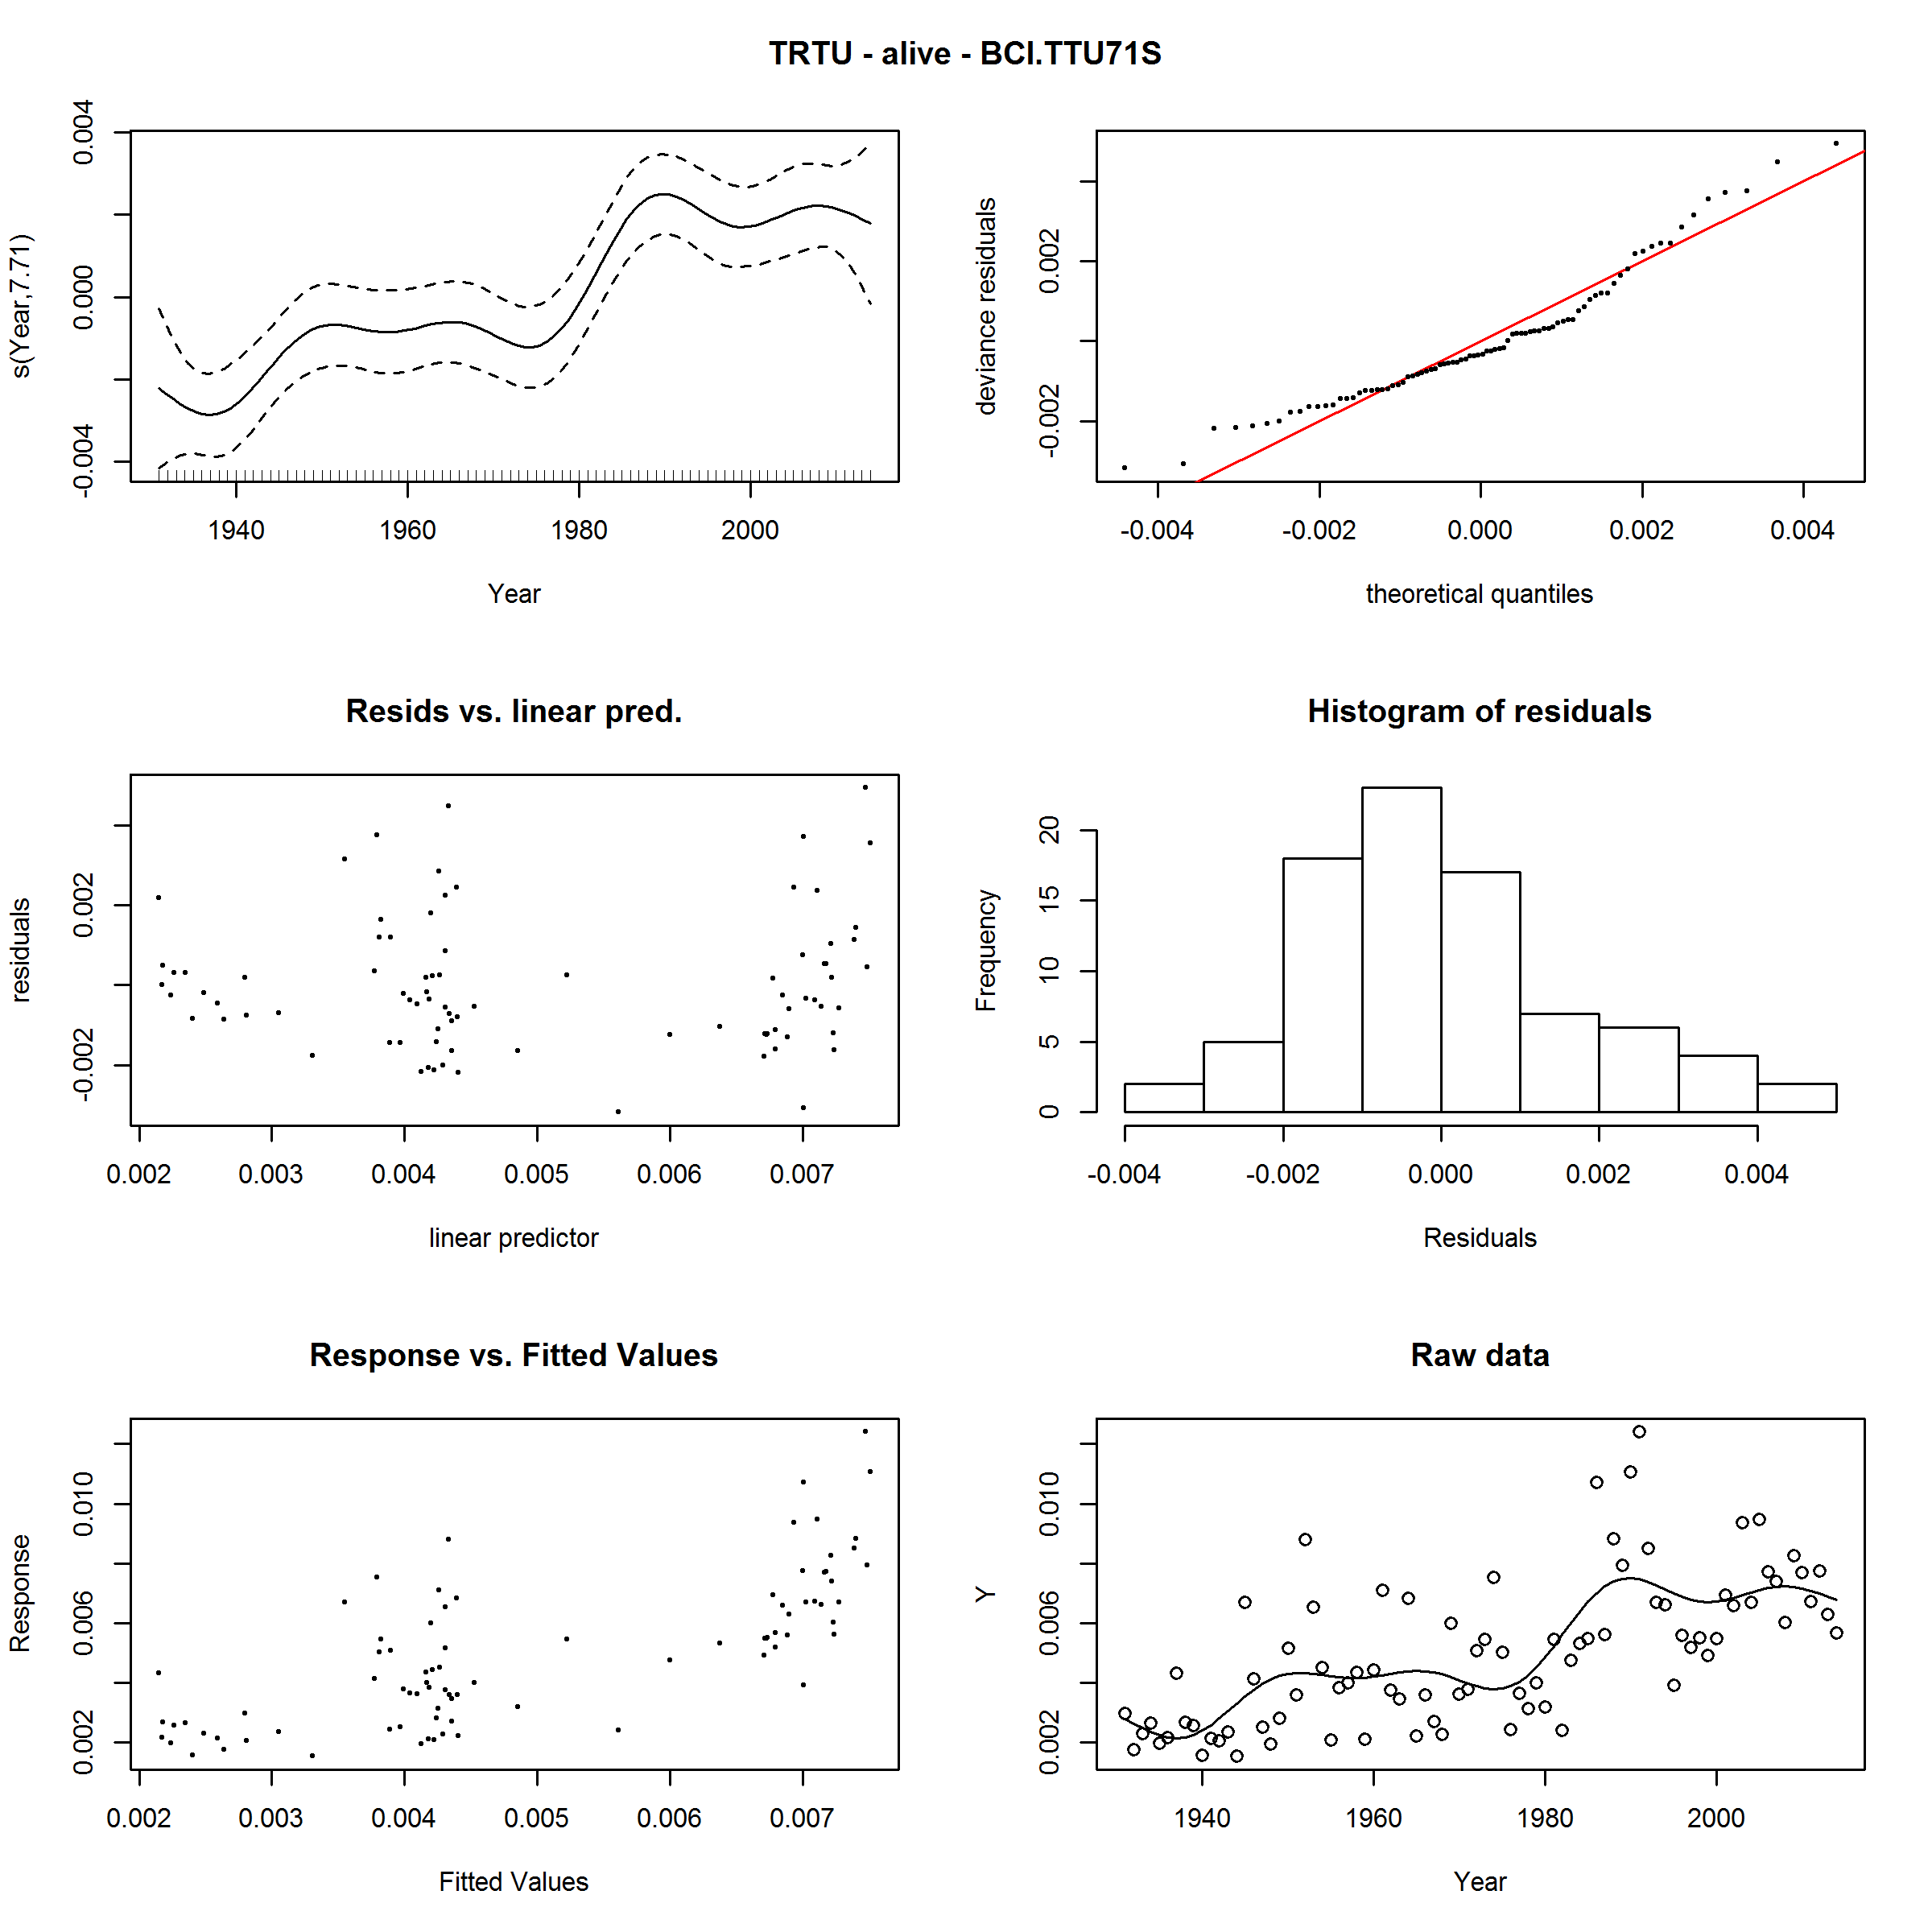 TRTU - alive - BCI.TTU71S
s(Year,7.71)
-0.004 0.000 0.004
1940 1960 1980 2000
Year
deviance residuals
-0.002 0.002
-0.004 -0.002 0.000 0.002 0.004
theoretical quantiles
Resids vs. linear pred.
residuals
-0.002 0.002
0.002 0.003 0.004 0.005 0.006 0.007
linear predictor
Histogram of residuals
Frequency
0 5 10 15 20
-0.004 -0.002 0.000 0.002 0.004
Residuals
Response vs. Fitted Values
Response
0.002 0.006 0.010
0.002 0.003 0.004 0.005 0.006 0.007
Fitted Values
Raw data
Y
0.002 0.006 0.010
1940 1960 1980 2000
Year